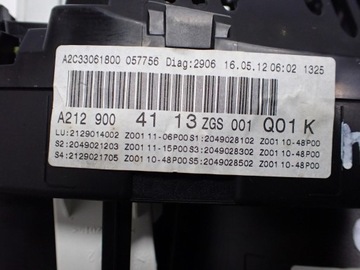 A2C33061800 057756 Diag:2906 16.05.12 06:02 1325
A212 900 41 13 ZGS 001 Q01 K
LU:2129014002 Z001 11-06P00 S1:2049028102 Z001 10-48P00
S2:2049021203 Z001 11-15P00 S3:2049028302 Z001 10-48P00
S4:2129021705 Z001 10-48P00 S5:2049028502 Z001 10-48P00